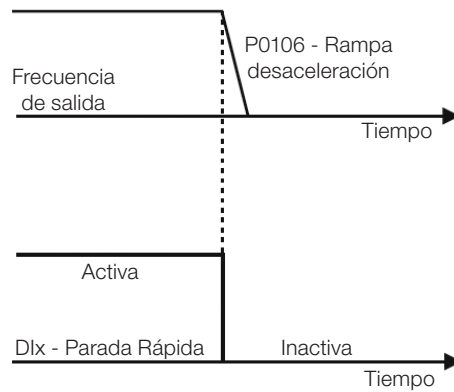 P0106 - Rampa
desaceleración
Frecuencia
de salida
Tiempo
Activa
DIx - Parada Rápida
Inactiva
Tiempo